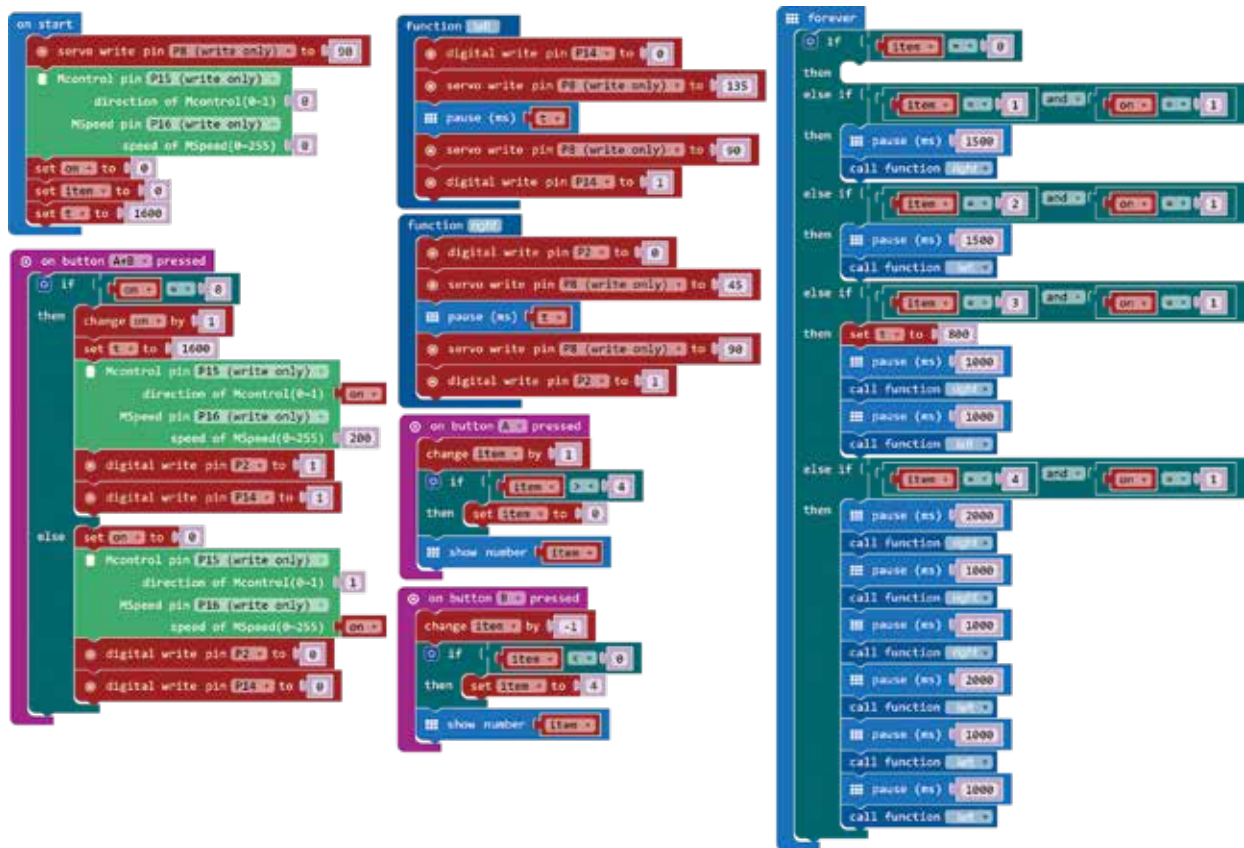 on start
servo write pin P8 (write only) to 90
Mcontrol pin P15 (write only)
direction of Mcontrol(0~1) 0
MSpeed pin P16 (write only)
speed of MSpeed(0~255) 0
set on to 0
set item to 0
set t to 1600
on button A+B pressed
if on = 0
then change on by 1
set t to 1600
Mcontrol pin P15 (write only)
direction of Mcontrol(0~1) on
MSpeed pin P16 (write only)
speed of MSpeed(0~255) 200
digital write pin P2 to 1
digital write pin P14 to 1
else set on to 0
Mcontrol pin P15 (write only)
direction of Mcontrol(0~1) 1
MSpeed pin P16 (write only)
speed of MSpeed(0~255) on
digital write pin P2 to 0
digital write pin P14 to 0
function left
digital write pin P14 to 0
servo write pin P8 (write only) to 135
pause (ms) t
servo write pin P8 (write only) to 90
digital write pin P14 to 1
function right
digital write pin P2 to 0
servo write pin P8 (write only) to 45
pause (ms) t
servo write pin P8 (write only) to 90
digital write pin P2 to 1
on button A pressed
change item by 1
if item > 4
then set item to 0
show number item
on button B pressed
change item by -1
if item < 0
then set item to 4
show number item
forever
if item = 0
then
else if item = 1 and on = 1
then pause (ms) 1500
call function right
else if item = 2 and on = 1
then pause (ms) 1500
call function left
else if item = 3 and on = 1
then set t to 800
pause (ms) 1000
call function right
pause (ms) 1000
call function left
else if item = 4 and on = 1
then pause (ms) 2000
call function right
pause (ms) 1000
call function right
pause (ms) 1000
call function right
pause (ms) 2000
call function left
pause (ms) 1000
call function left
pause (ms) 1000
call function left